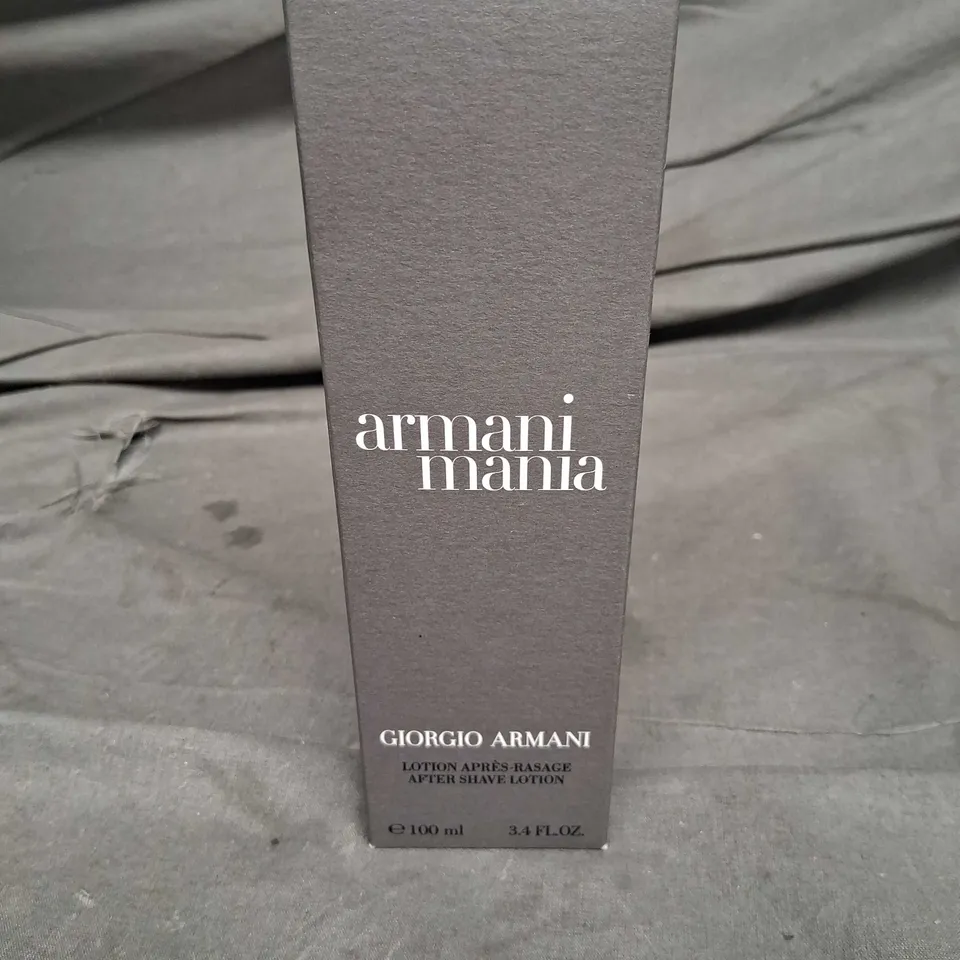 armani
mania
GIORGIO ARMANI
LOTION APRÈS-RASAGE
AFTER SHAVE LOTION
℮ 100 ml 3.4 FL.OZ.